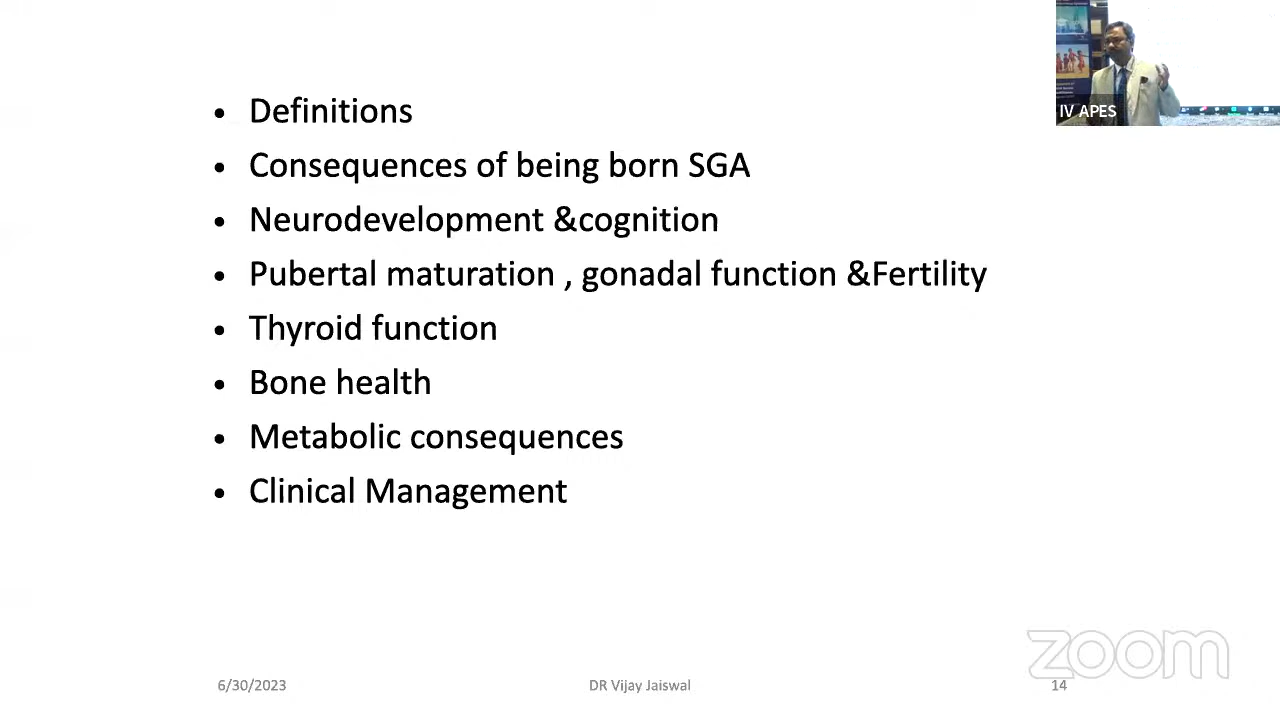 • Definitions
• Consequences of being born SGA
• Neurodevelopment &cognition
• Pubertal maturation , gonadal function &Fertility
• Thyroid function
• Bone health
• Metabolic consequences
• Clinical Management
IV APES
zoom
6/30/2023
DR Vijay Jaiswal
14